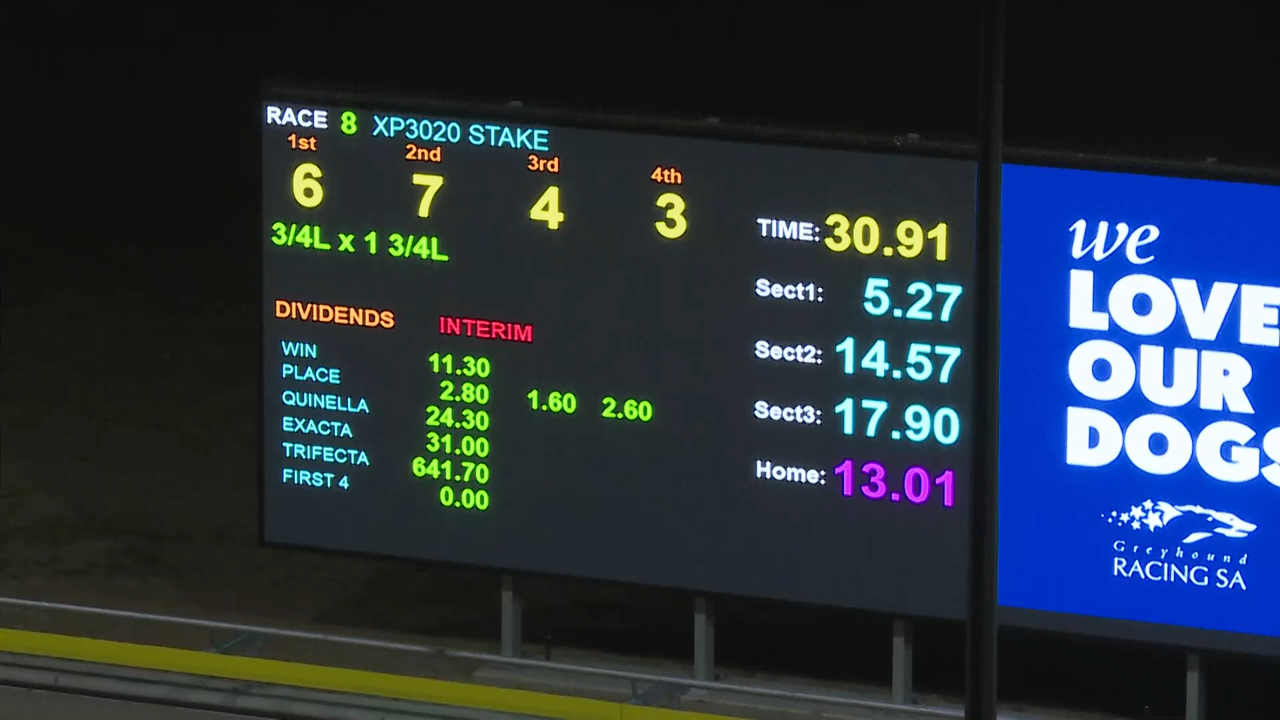 RACE 8 XP3020 STAKE
1st 2nd 3rd 4th
6 7 4 3
3/4L x 1 3/4L
DIVIDENDS INTERIM
WIN 11.30
PLACE 2.80 1.60 2.60
QUINELLA 24.30
EXACTA 31.00
TRIFECTA 641.70
FIRST 4 0.00
TIME: 30.91
Sect1: 5.27
Sect2: 14.57
Sect3: 17.90
Home: 13.01
we
LOVE
OUR
DOGS
Greyhound
RACING SA